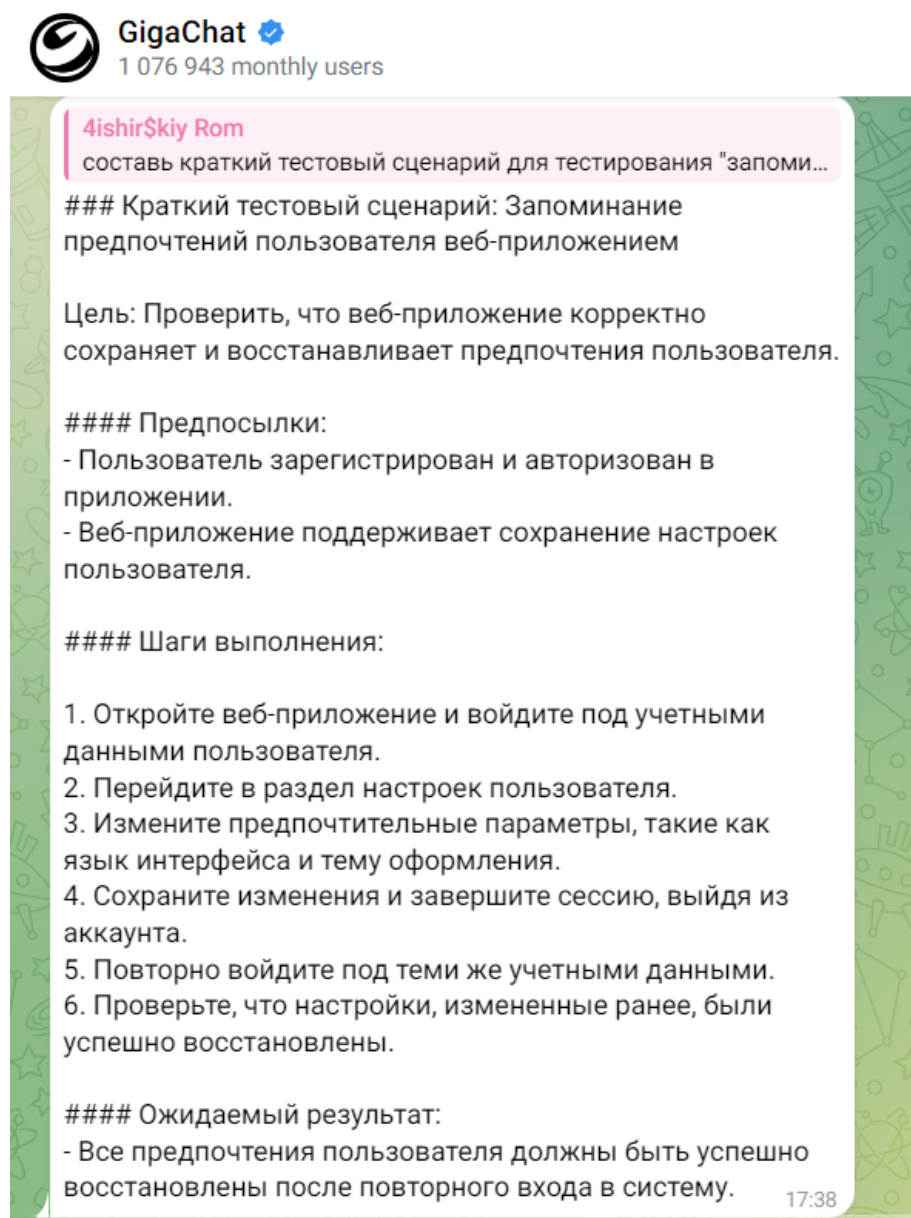 GigaChat
1 076 943 monthly users
4ishir$kiy Rom
составь краткий тестовый сценарий для тестирования "запоми...
### Краткий тестовый сценарий: Запоминание
предпочтений пользователя веб-приложением
Цель: Проверить, что веб-приложение корректно
сохраняет и восстанавливает предпочтения пользователя.
#### Предпосылки:
- Пользователь зарегистрирован и авторизован в
приложении.
- Веб-приложение поддерживает сохранение настроек
пользователя.
#### Шаги выполнения:
1. Откройте веб-приложение и войдите под учетными
данными пользователя.
2. Перейдите в раздел настроек пользователя.
3. Измените предпочтительные параметры, такие как
язык интерфейса и тему оформления.
4. Сохраните изменения и завершите сессию, выйдя из
аккаунта.
5. Повторно войдите под теми же учетными данными.
6. Проверьте, что настройки, измененные ранее, были
успешно восстановлены.
#### Ожидаемый результат:
- Все предпочтения пользователя должны быть успешно
восстановлены после повторного входа в систему.
17:38